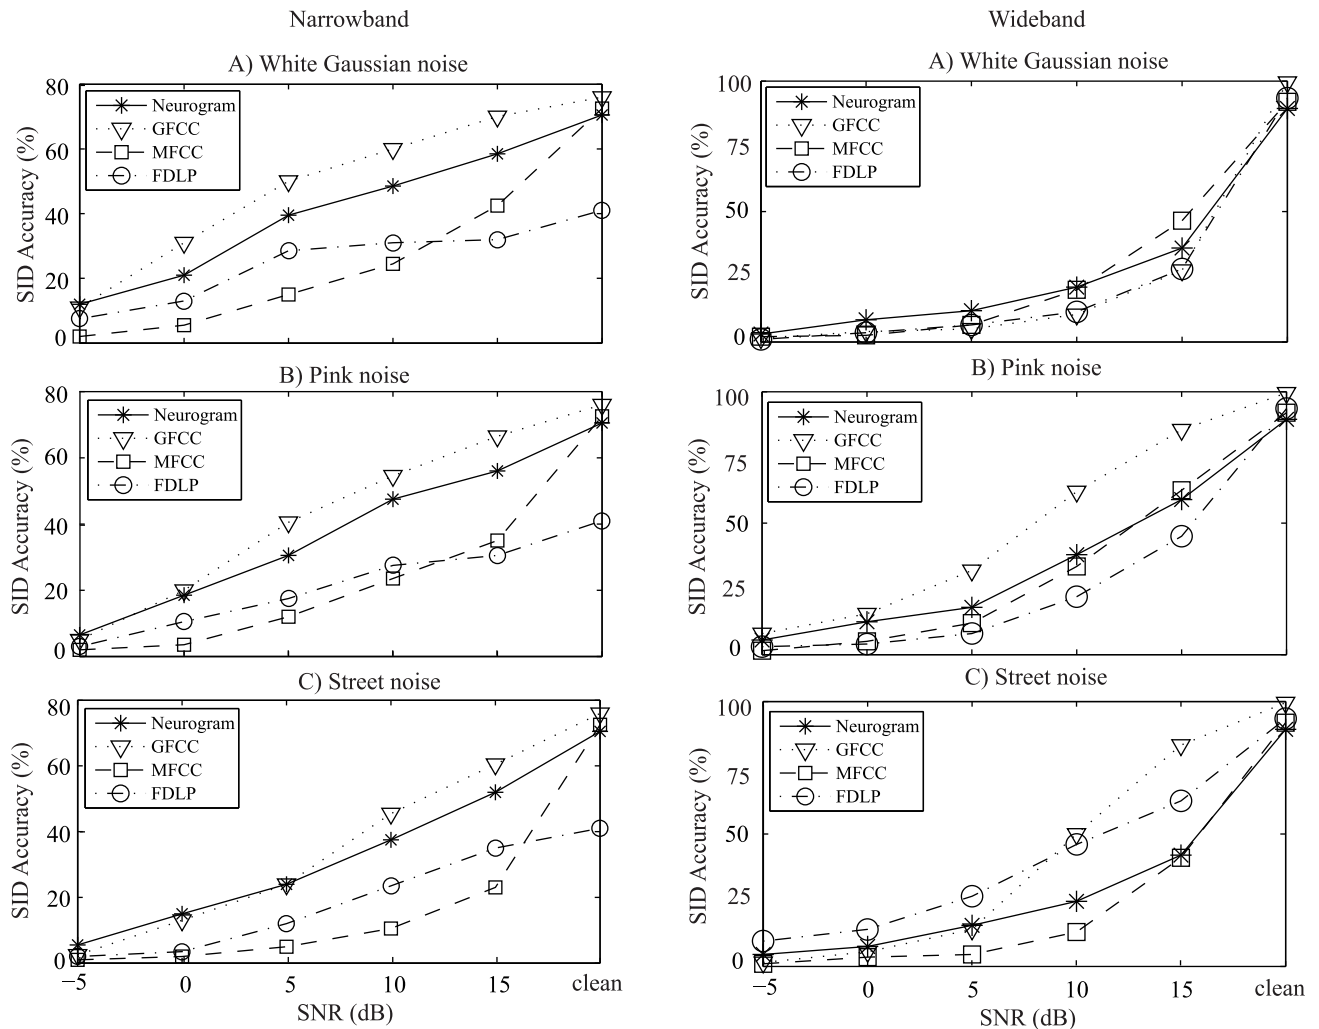 Narrowband
Wideband
A) White Gaussian noise
80
60
40
20
0
SID Accuracy (%)
Neurogram
GFCC
MFCC
FDLP
A) White Gaussian noise
100
75
50
25
0
SID Accuracy (%)
Neurogram
GFCC
MFCC
FDLP
B) Pink noise
80
60
40
20
0
SID Accuracy (%)
Neurogram
GFCC
MFCC
FDLP
B) Pink noise
100
75
50
25
0
SID Accuracy (%)
Neurogram
GFCC
MFCC
FDLP
C) Street noise
80
60
40
20
0
SID Accuracy (%)
Neurogram
GFCC
MFCC
FDLP
−5 0 5 10 15 clean
SNR (dB)
C) Street noise
100
75
50
25
0
SID Accuracy (%)
Neurogram
GFCC
MFCC
FDLP
−5 0 5 10 15 clean
SNR (dB)